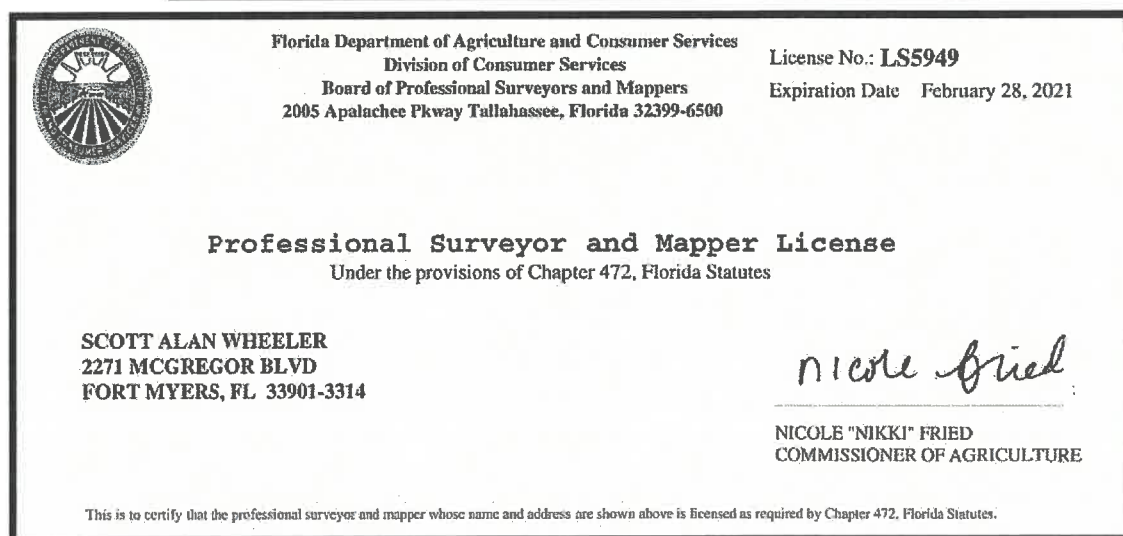 Florida Department of Agriculture and Consumer Services
Division of Consumer Services
Board of Professional Surveyors and Mappers
2005 Apalachee Pkway Tallahassee, Florida 32399-6500
License No.: LS5949
Expiration Date February 28, 2021
Professional Surveyor and Mapper License
Under the provisions of Chapter 472, Florida Statutes
SCOTT ALAN WHEELER
2271 MCGREGOR BLVD
FORT MYERS, FL 33901-3314
nicole fried
NICOLE "NIKKI" FRIED
COMMISSIONER OF AGRICULTURE
This is to certify that the professional surveyor and mapper whose name and address are shown above is licensed as required by Chapter 472, Florida Statutes.